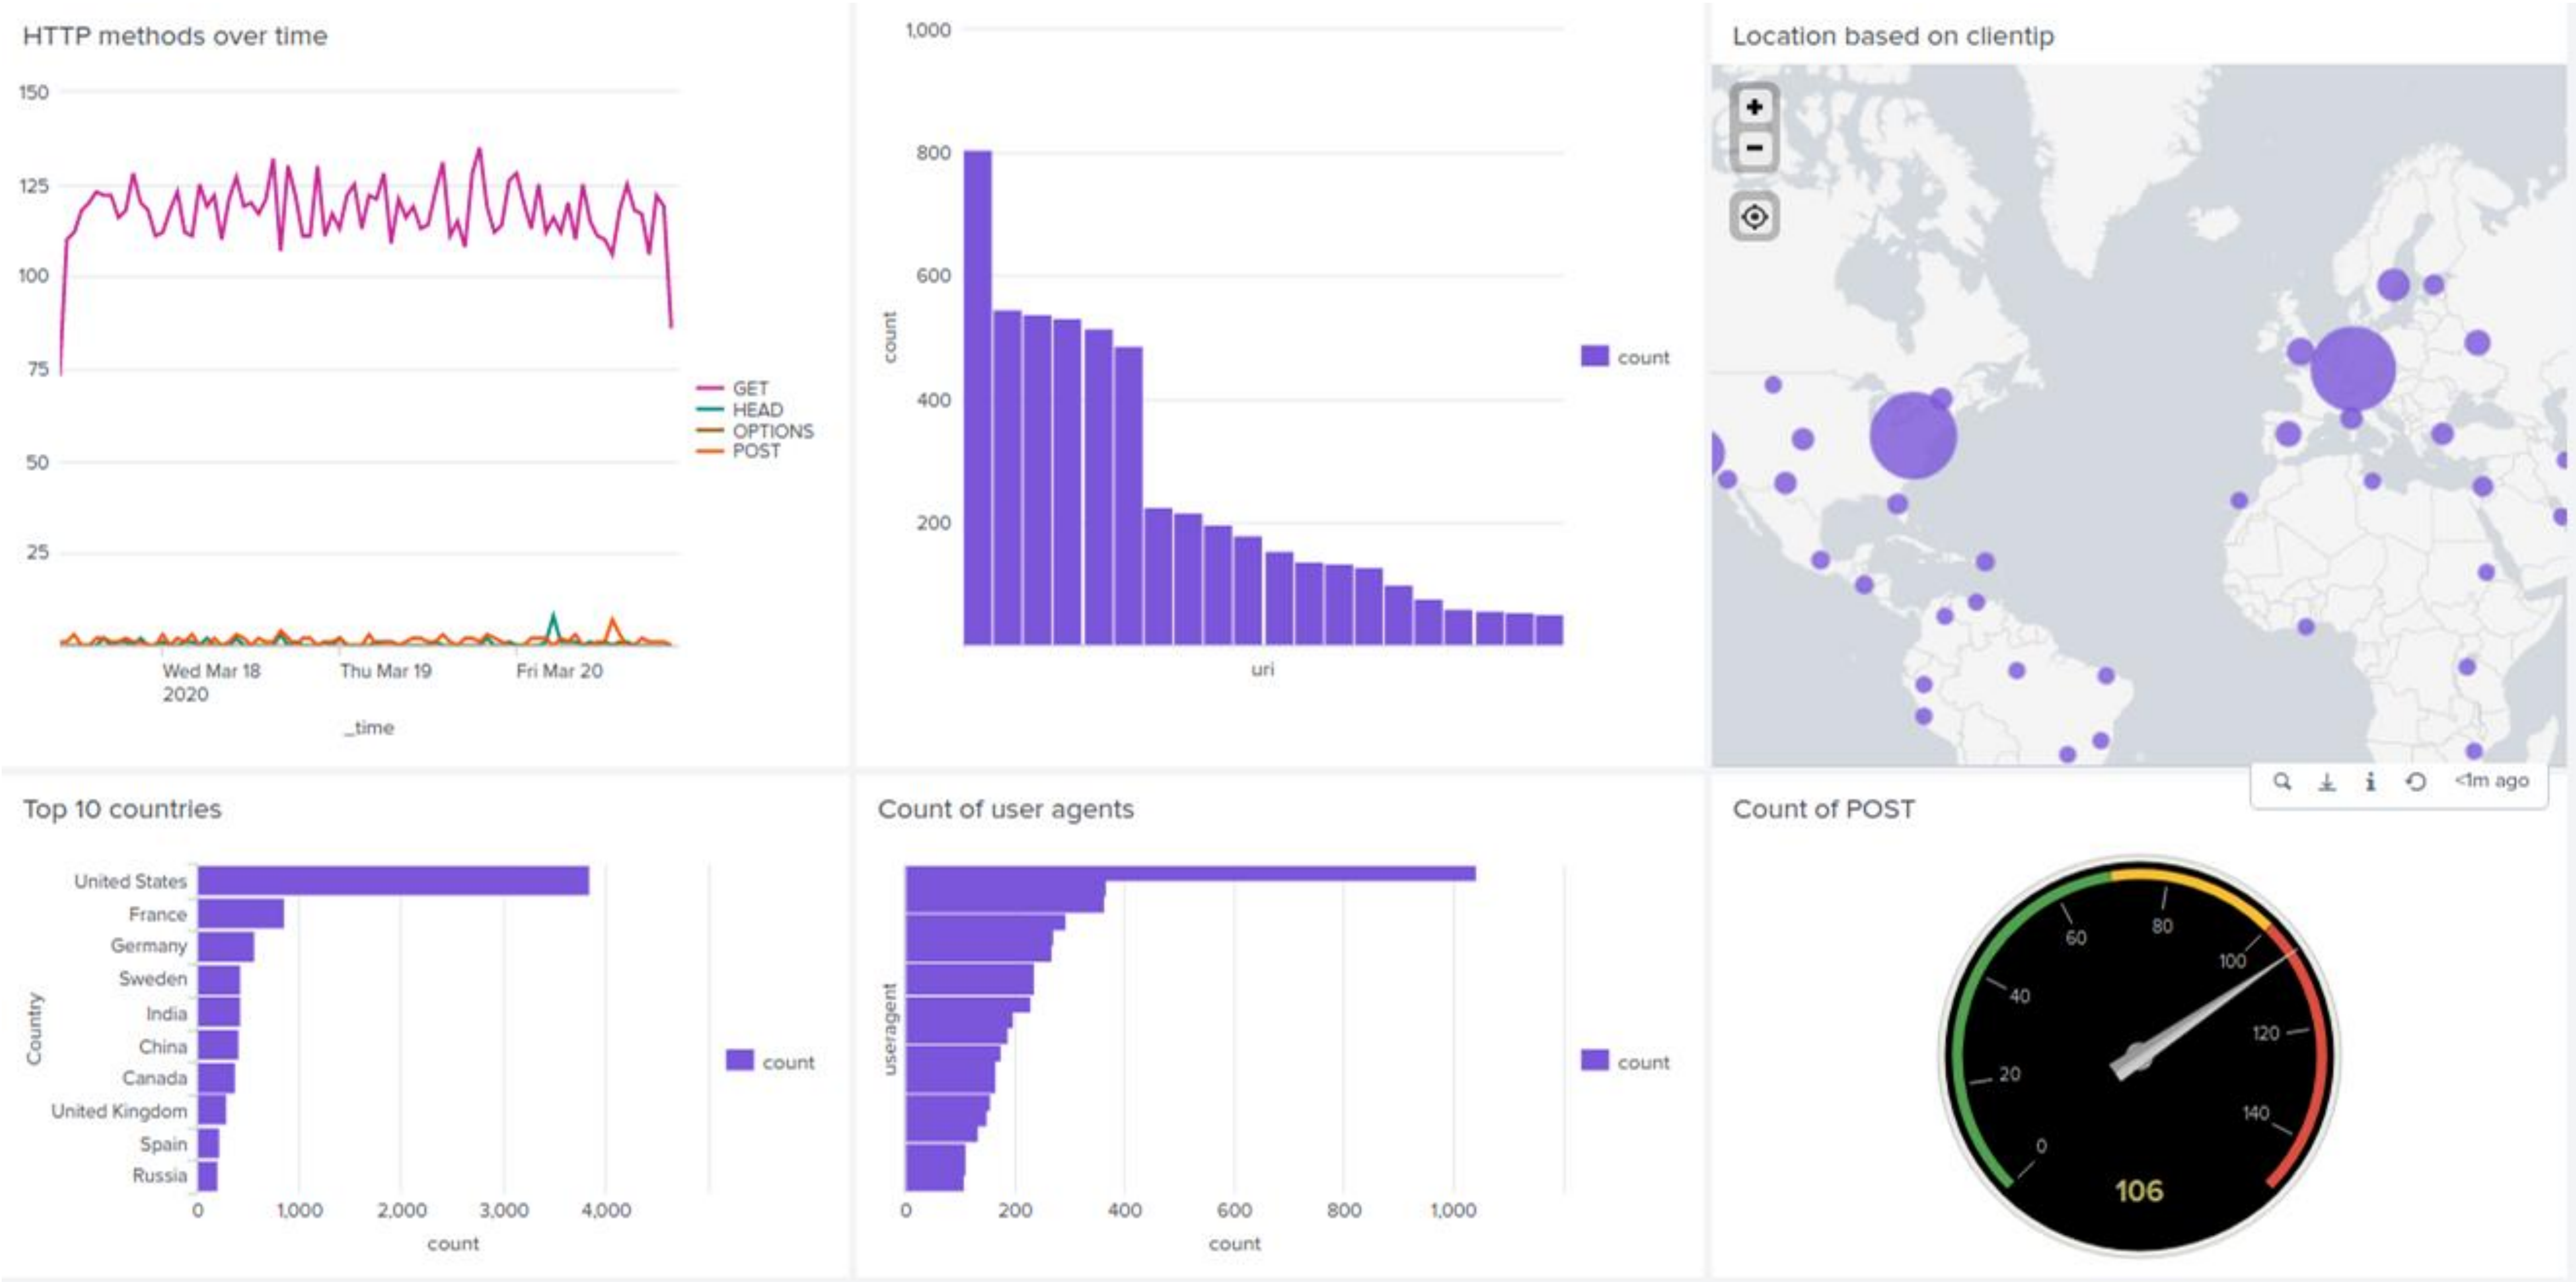 HTTP methods over time
150
125
100
75
50
25
GET
HEAD
OPTIONS
POST
Wed Mar 18
2020
Thu Mar 19
Fri Mar 20
_time
1,000
800
600
400
200
count
uri
count
Location based on clientip
+
−
Top 10 countries
Country
United States
France
Germany
Sweden
India
China
Canada
United Kingdom
Spain
Russia
0
1,000
2,000
3,000
4,000
count
count
Count of user agents
useragent
0
200
400
600
800
1,000
count
count
<1m ago
Count of POST
0
20
40
60
80
100
120
140
106